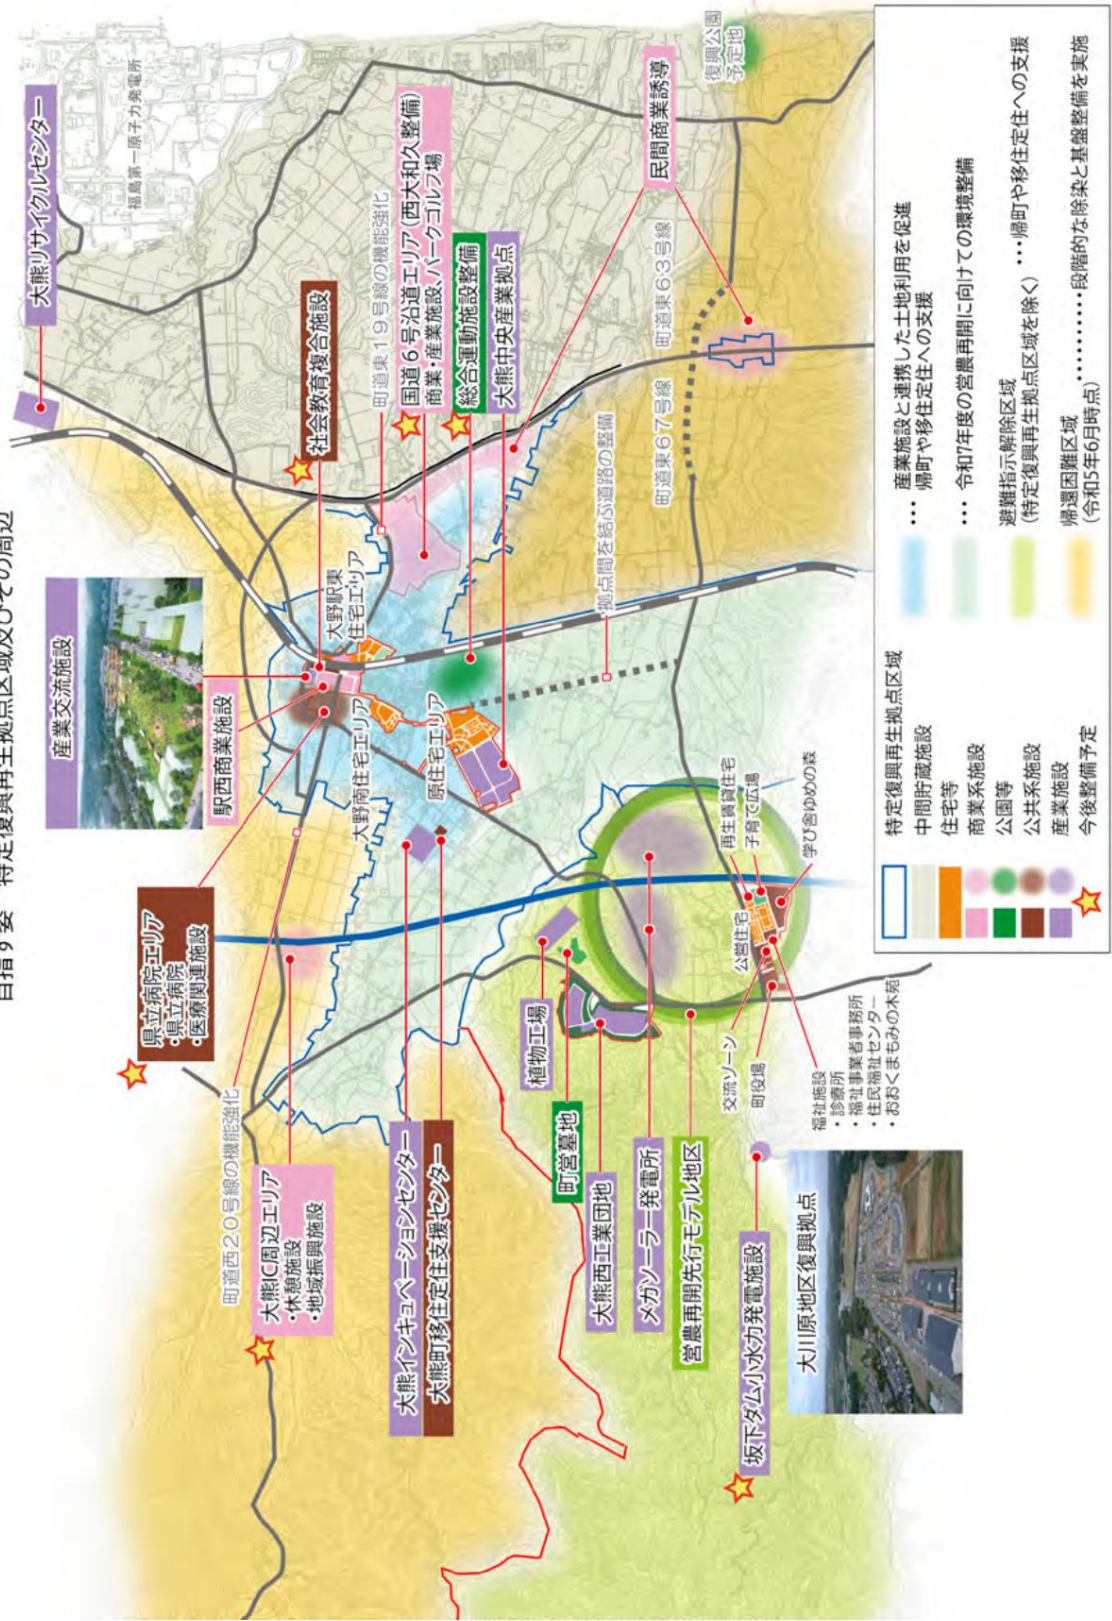 目指す姿 特定復興再生拠点区域及びその周辺
福島第一原子力発電所
大熊リサイクルセンター
産業交流施設
駅西商業施設
県立病院エリア
・県立病院
・医療関連施設
社会教育複合施設
町道東19号線の機能強化
国道6号沿道エリア(西大和久整備)
商業・産業施設、パークゴルフ場
総合運動施設整備
大熊中央産業拠点
民間商業誘導
復興公園
予定地
大野駅東
住宅エリア
大野南住宅エリア
原住宅エリア
町道東67号線
町道東63号線
拠点間を結ぶ道路の整備
町道西20号線の機能強化
大熊IC周辺エリア
・休憩施設
・地域振興施設
大熊インキュベーションセンター
大熊町移住定住支援センター
植物工場
町営墓地
大熊西工業団地
メガソーラー発電所
営農再開先行モデル地区
坂下ダム小水力発電施設
再生賃貸住宅
子育て広場
学び舎ゆめの森
公営住宅
交流ゾーン
町役場
福祉施設
・診療所
・福祉事業者事務所
・住民福祉センター
・おおくまもみの木苑
大川原地区復興拠点
特定復興再生拠点区域
中間貯蔵施設
住宅等
商業系施設
公園等
公共系施設
産業施設
今後整備予定
・・・ 産業施設と連携した土地利用を促進
帰町や移住定住への支援
・・・ 令和7年度の営農再開に向けての環境整備
避難指示解除区域
(特定復興再生拠点区域を除く) ・・・帰町や移住定住への支援
帰還困難区域
(令和5年6月時点)・・・・・・・・・・・段階的な除染と基盤整備を実施